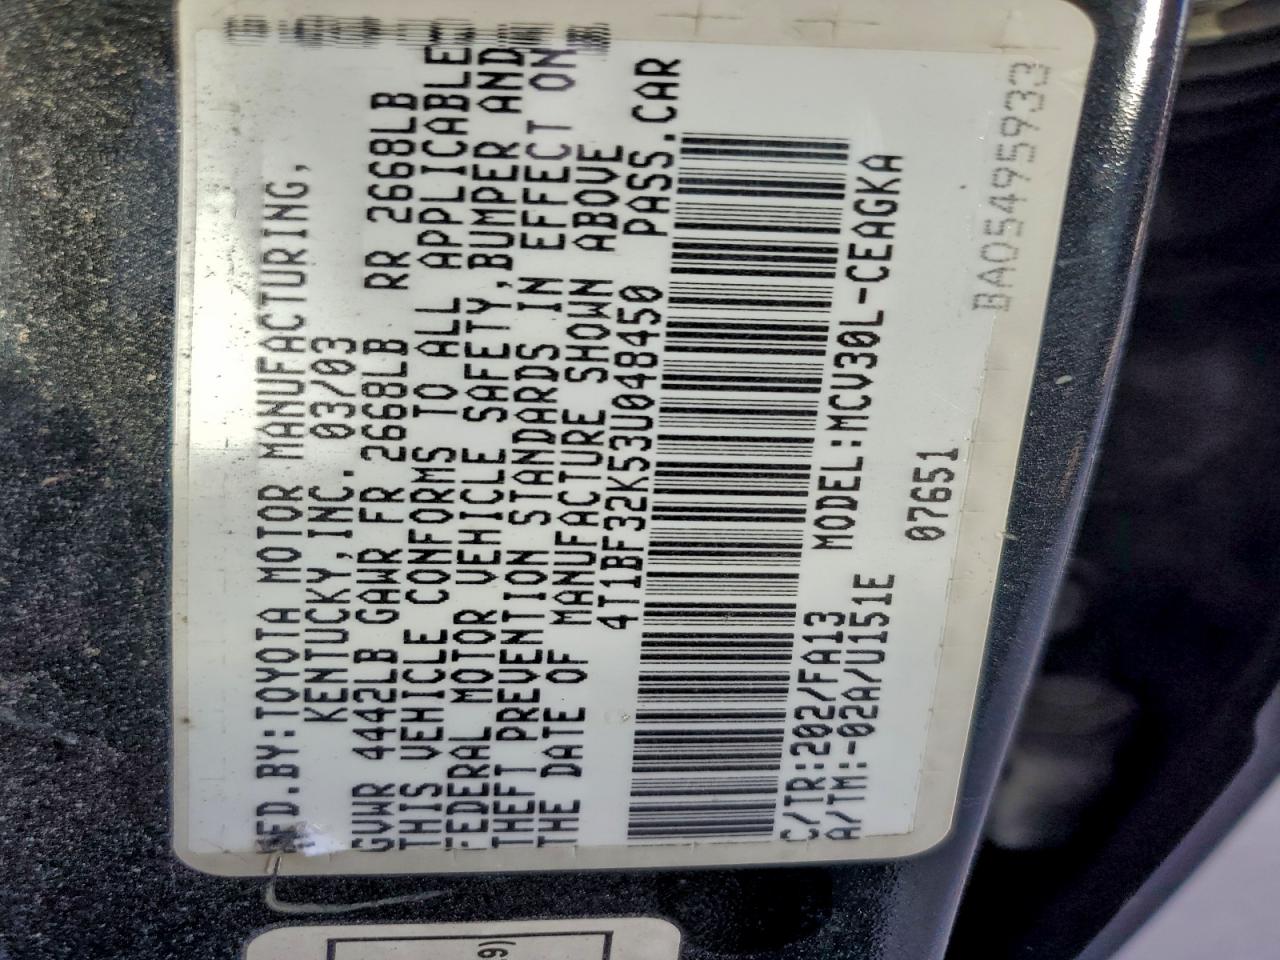 MFD.BY:TOYOTA MOTOR MANUFACTURING,
KENTUCKY,INC. 03/03
GVWR 4442LB GAWR FR 2668LB RR 2668LB
THIS VEHICLE CONFORMS TO ALL APPLICABLE
FEDERAL MOTOR VEHICLE SAFETY,BUMPER AND
THEFT PREVENTION STANDARDS IN EFFECT ON
THE DATE OF MANUFACTURE SHOWN ABOVE
4T1BF32K53U048450 PASS.CAR
MODEL:MCV30L-CEAGKA
C/TR:202/FA13
A/TM:-02A/U151E
07651
BA05495933
9)